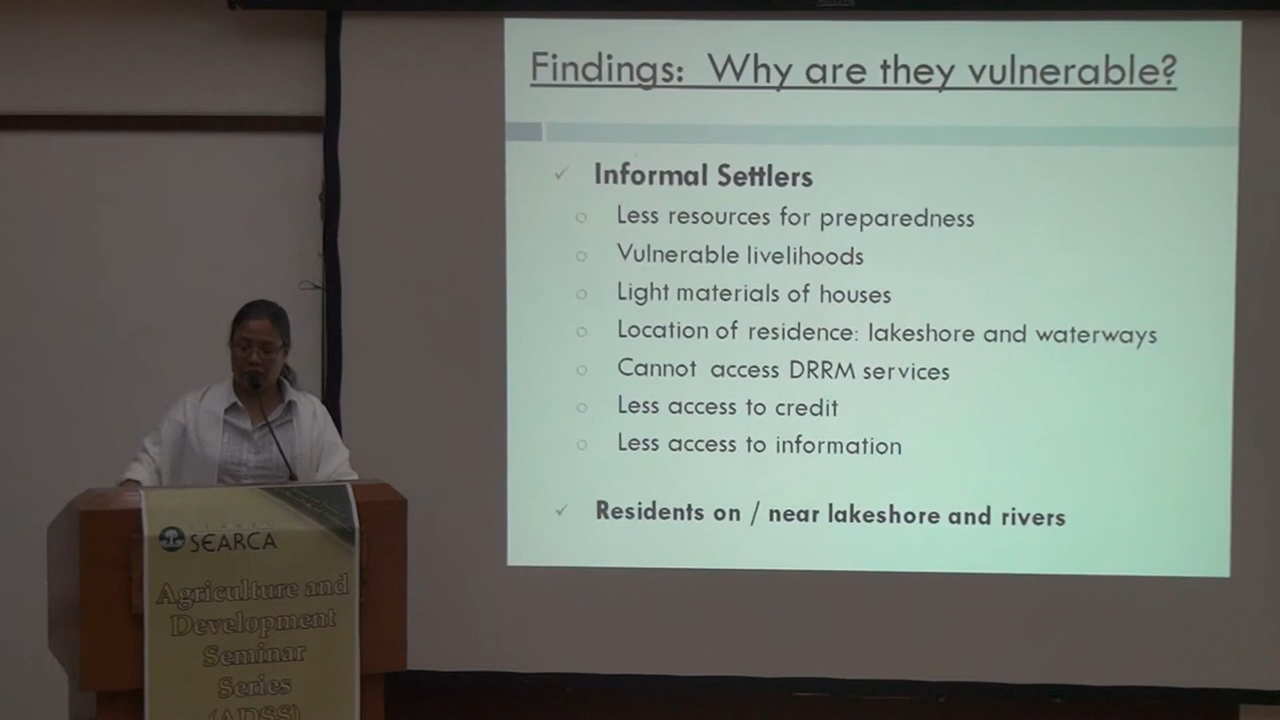 Findings: Why are they vulnerable?
✓ Informal Settlers
○ Less resources for preparedness
○ Vulnerable livelihoods
○ Light materials of houses
○ Location of residence: lakeshore and waterways
○ Cannot access DRRM services
○ Less access to credit
○ Less access to information
✓ Residents on / near lakeshore and rivers
SEARCA
Agriculture and
Development
Seminar
Series
(ADSS)